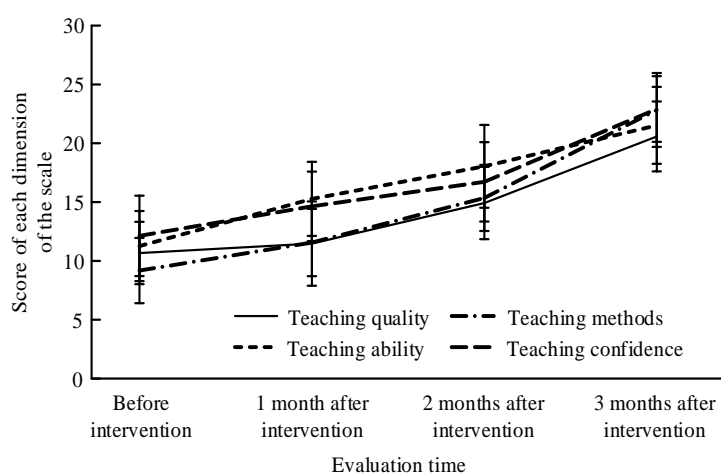 30
25
20
15
10
5
0
Score of each dimension
of the scale
Teaching quality
Teaching methods
Teaching ability
Teaching confidence
Before
intervention
1 month after
intervention
2 months after
intervention
3 months after
intervention
Evaluation time